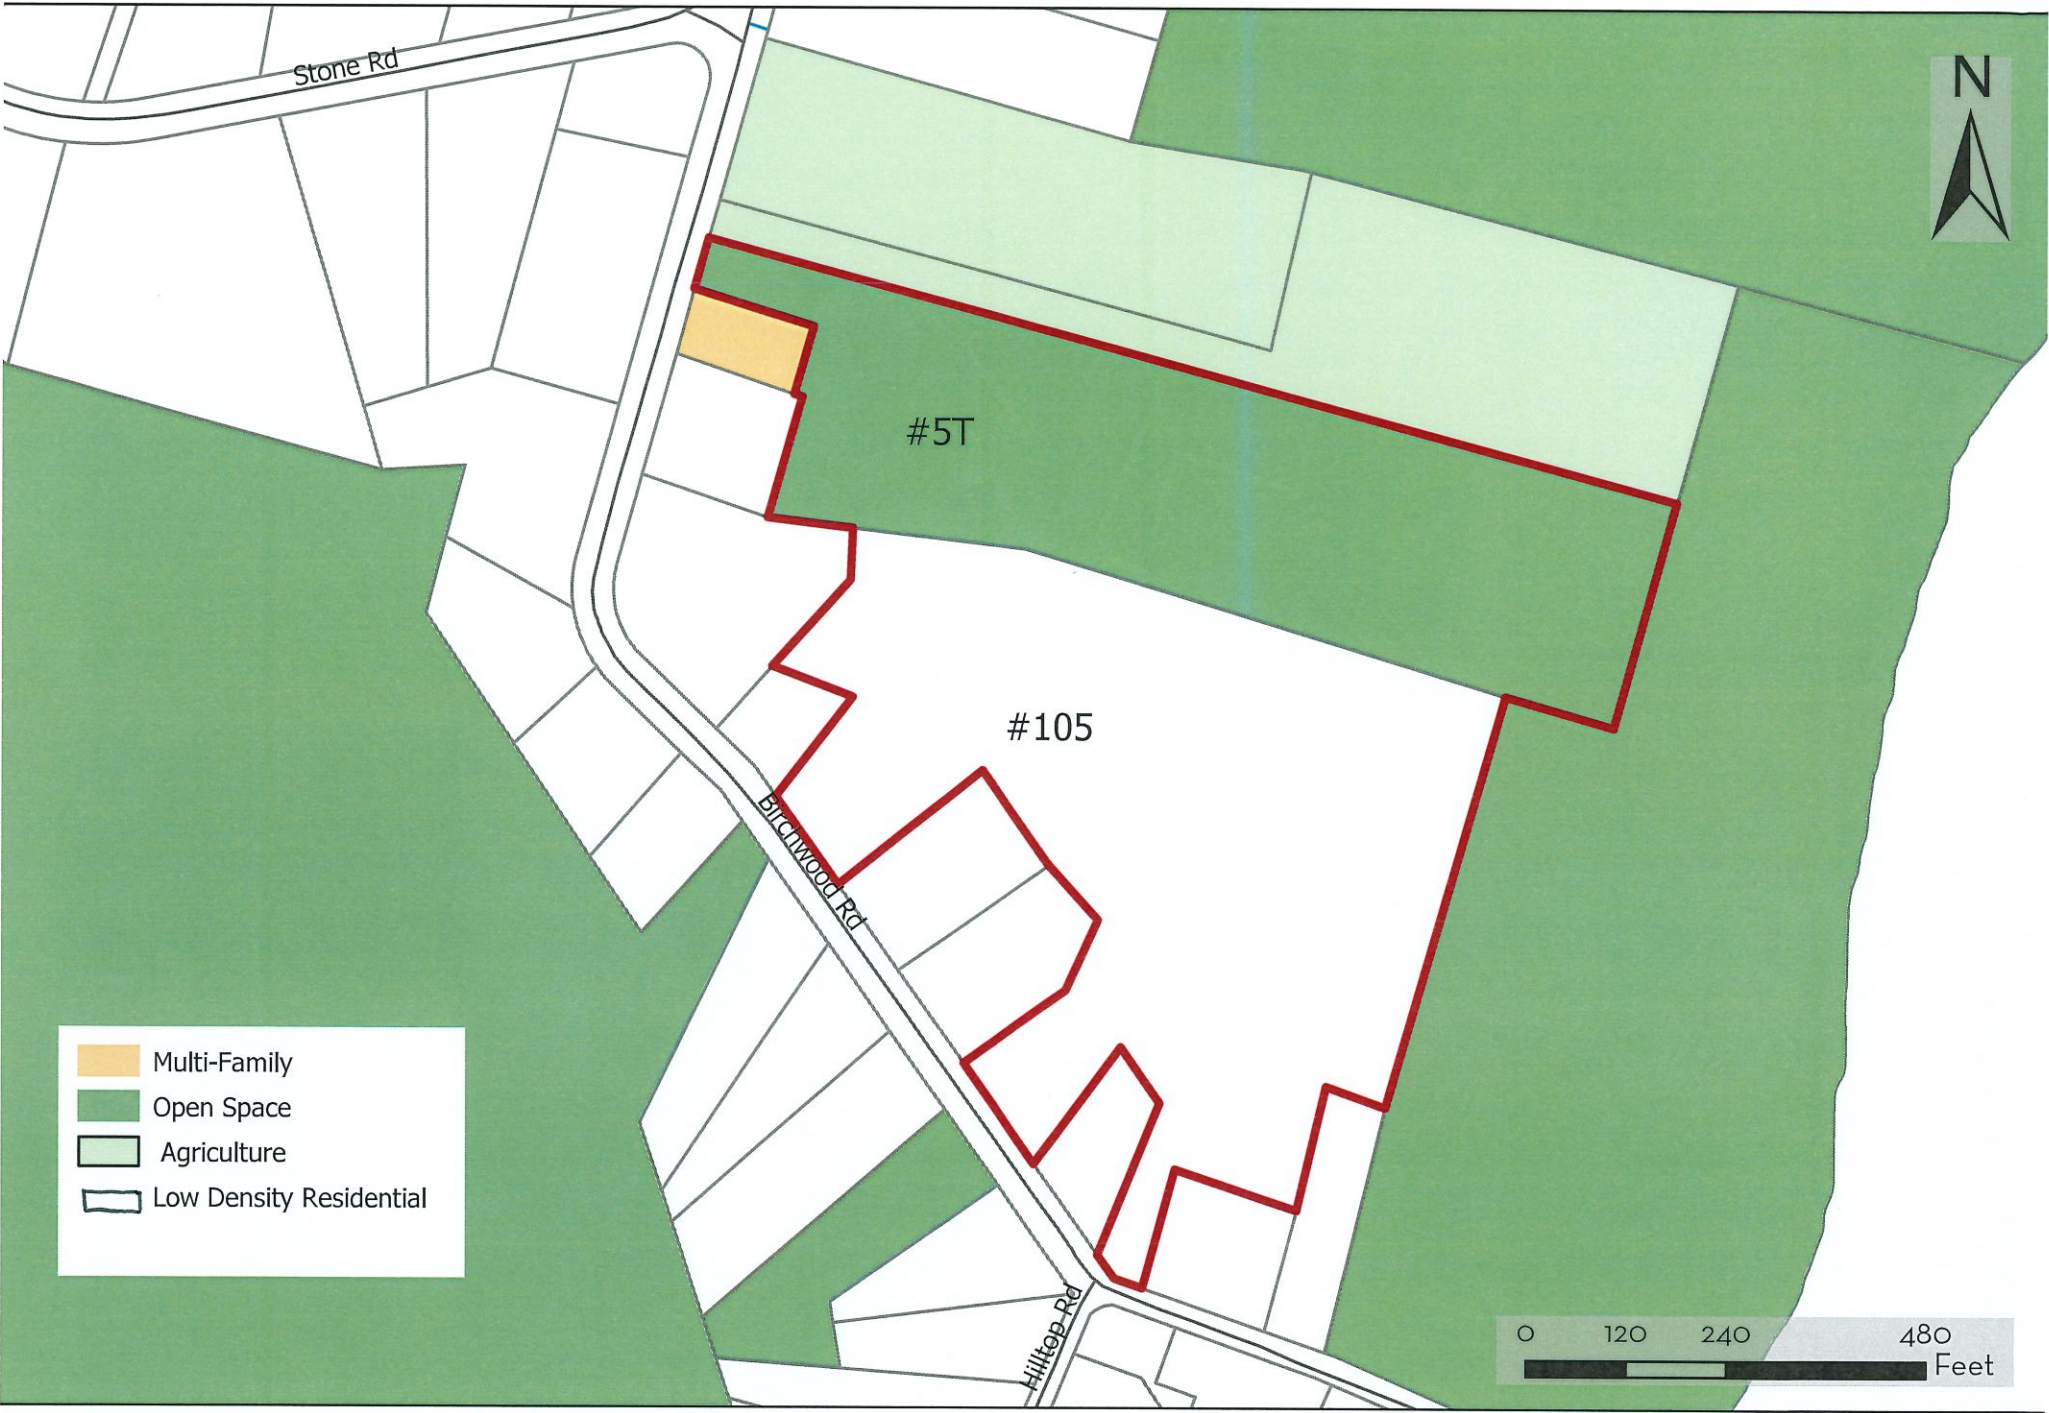 Stone Rd
N
#5T
#105
Birchwood Rd
Multi-Family
Open Space
Agriculture
Low Density Residential
Hilltop Rd
0 120 240 480
Feet